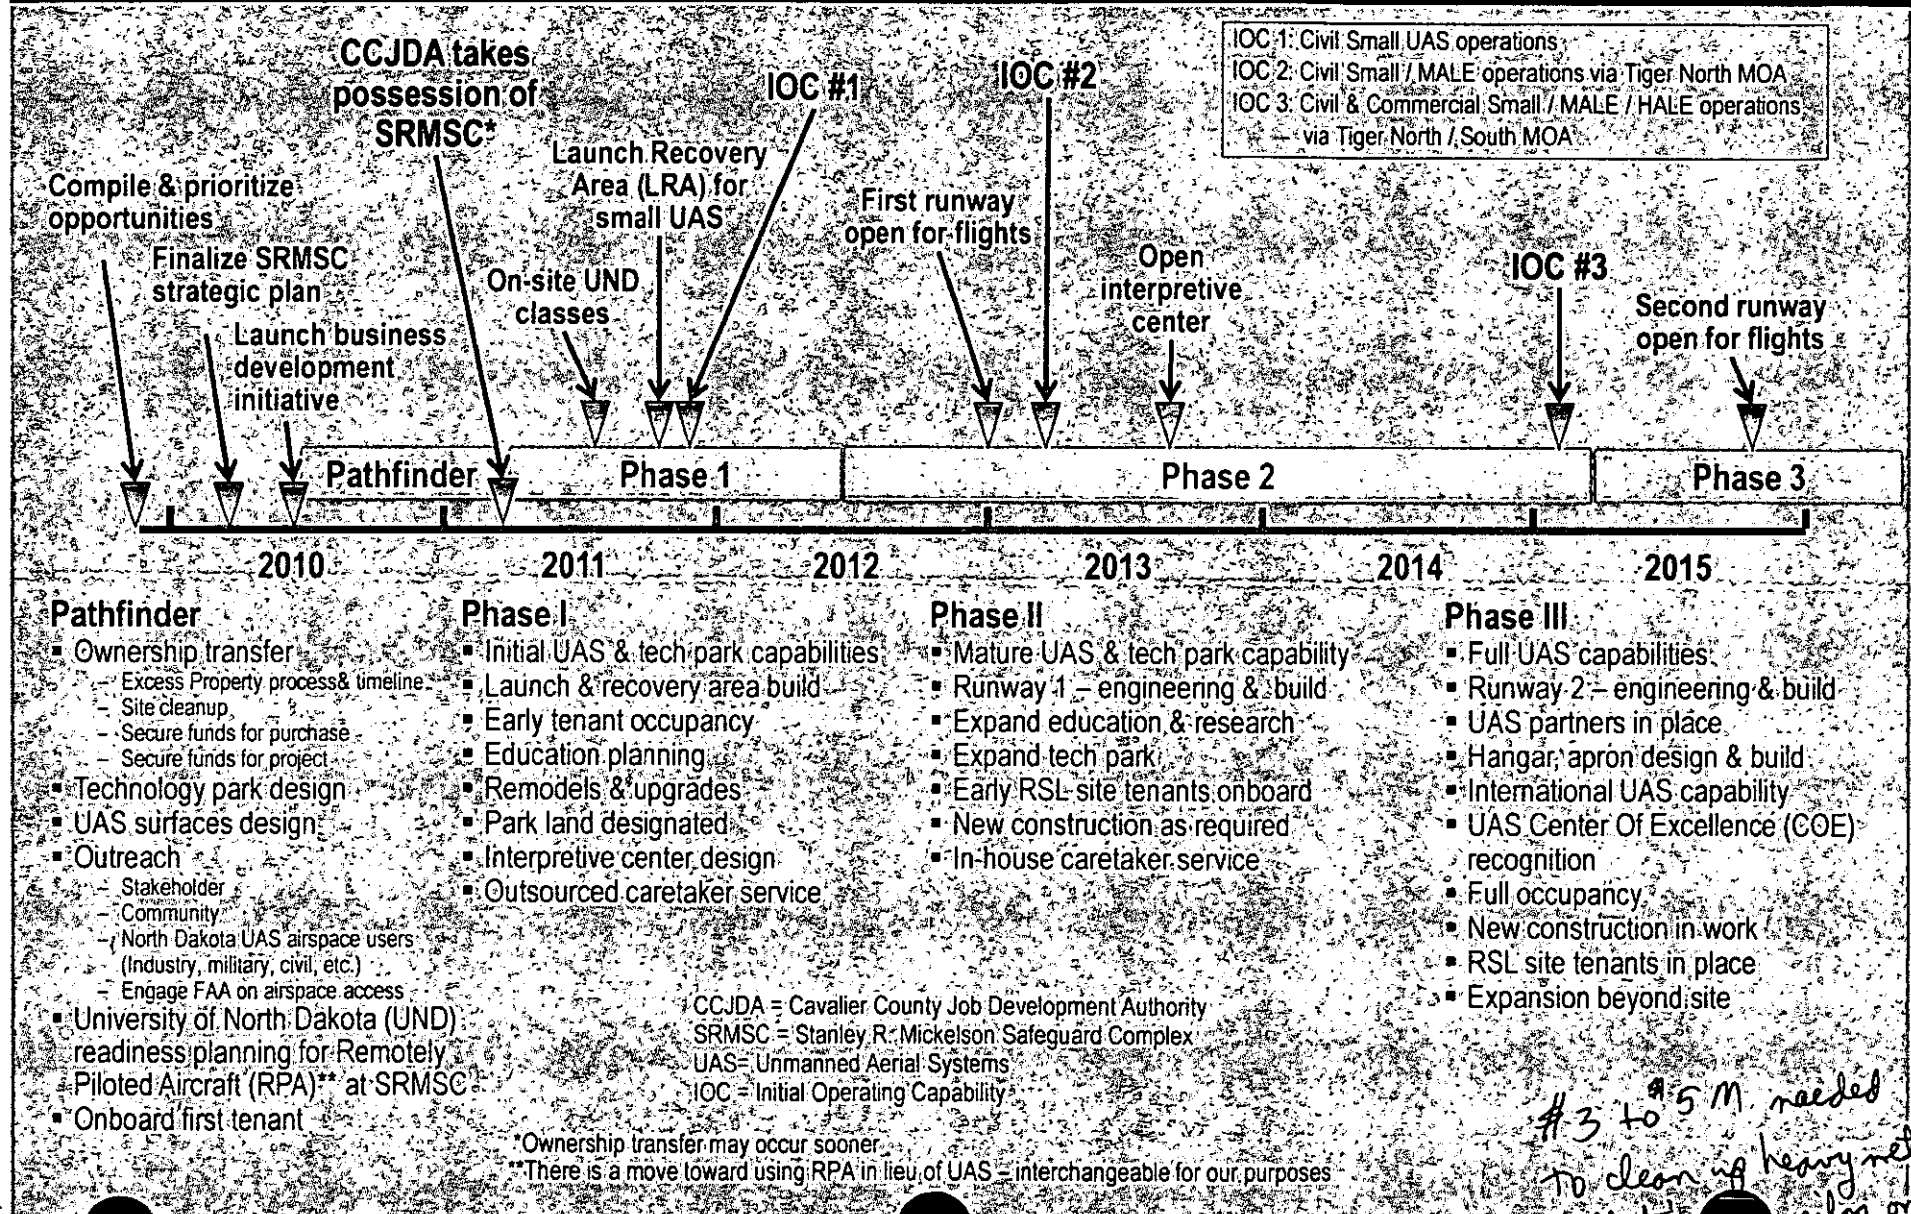 CCJDA takes
possession of
SRMSC*
IOC #1
IOC #2
IOC 1: Civil Small UAS operations
IOC 2: Civil Small / MALE operations via Tiger North MOA
IOC 3: Civil & Commercial Small / MALE / HALE operations
via Tiger North / South MOA
Compile & prioritize
opportunities
Finalize SRMSC
strategic plan
Launch business
development
initiative
On-site UND
classes
Launch Recovery
Area (LRA) for
small UAS
First runway
open for flights
Open
interpretive
center
IOC #3
Second runway
open for flights
Pathfinder
Phase 1
Phase 2
Phase 3
2010
2011
2012
2013
2014
2015
Pathfinder
▪ Ownership transfer
– Excess Property process& timeline
– Site cleanup
– Secure funds for purchase
– Secure funds for project
▪ Technology park design
▪ UAS surfaces design
▪ Outreach
– Stakeholder
– Community
– North Dakota UAS airspace users
(Industry, military, civil, etc.)
– Engage FAA on airspace access
▪ University of North Dakota (UND)
readiness planning for Remotely
Piloted Aircraft (RPA)** at SRMSC
▪ Onboard first tenant
Phase I
▪ Initial UAS & tech park capabilities
▪ Launch & recovery area build
▪ Early tenant occupancy
▪ Education planning
▪ Remodels & upgrades
▪ Park land designated
▪ Interpretive center design
▪ Outsourced caretaker service
Phase II
▪ Mature UAS & tech park capability
▪ Runway 1 – engineering & build
▪ Expand education & research
▪ Expand tech park
▪ Early RSL site tenants onboard
▪ New construction as required
▪ In-house caretaker service
Phase III
▪ Full UAS capabilities
▪ Runway 2 – engineering & build
▪ UAS partners in place
▪ Hangar, apron design & build
▪ International UAS capability
▪ UAS Center Of Excellence (COE)
recognition
▪ Full occupancy
▪ New construction in work
▪ RSL site tenants in place
▪ Expansion beyond site
CCJDA = Cavalier County Job Development Authority
SRMSC = Stanley R. Mickelson Safeguard Complex
UAS= Unmanned Aerial Systems
IOC = Initial Operating Capability
*Ownership transfer may occur sooner
**There is a move toward using RPA in lieu of UAS – interchangeable for our purposes
$3 to $5 M needed
to clean up heavy met